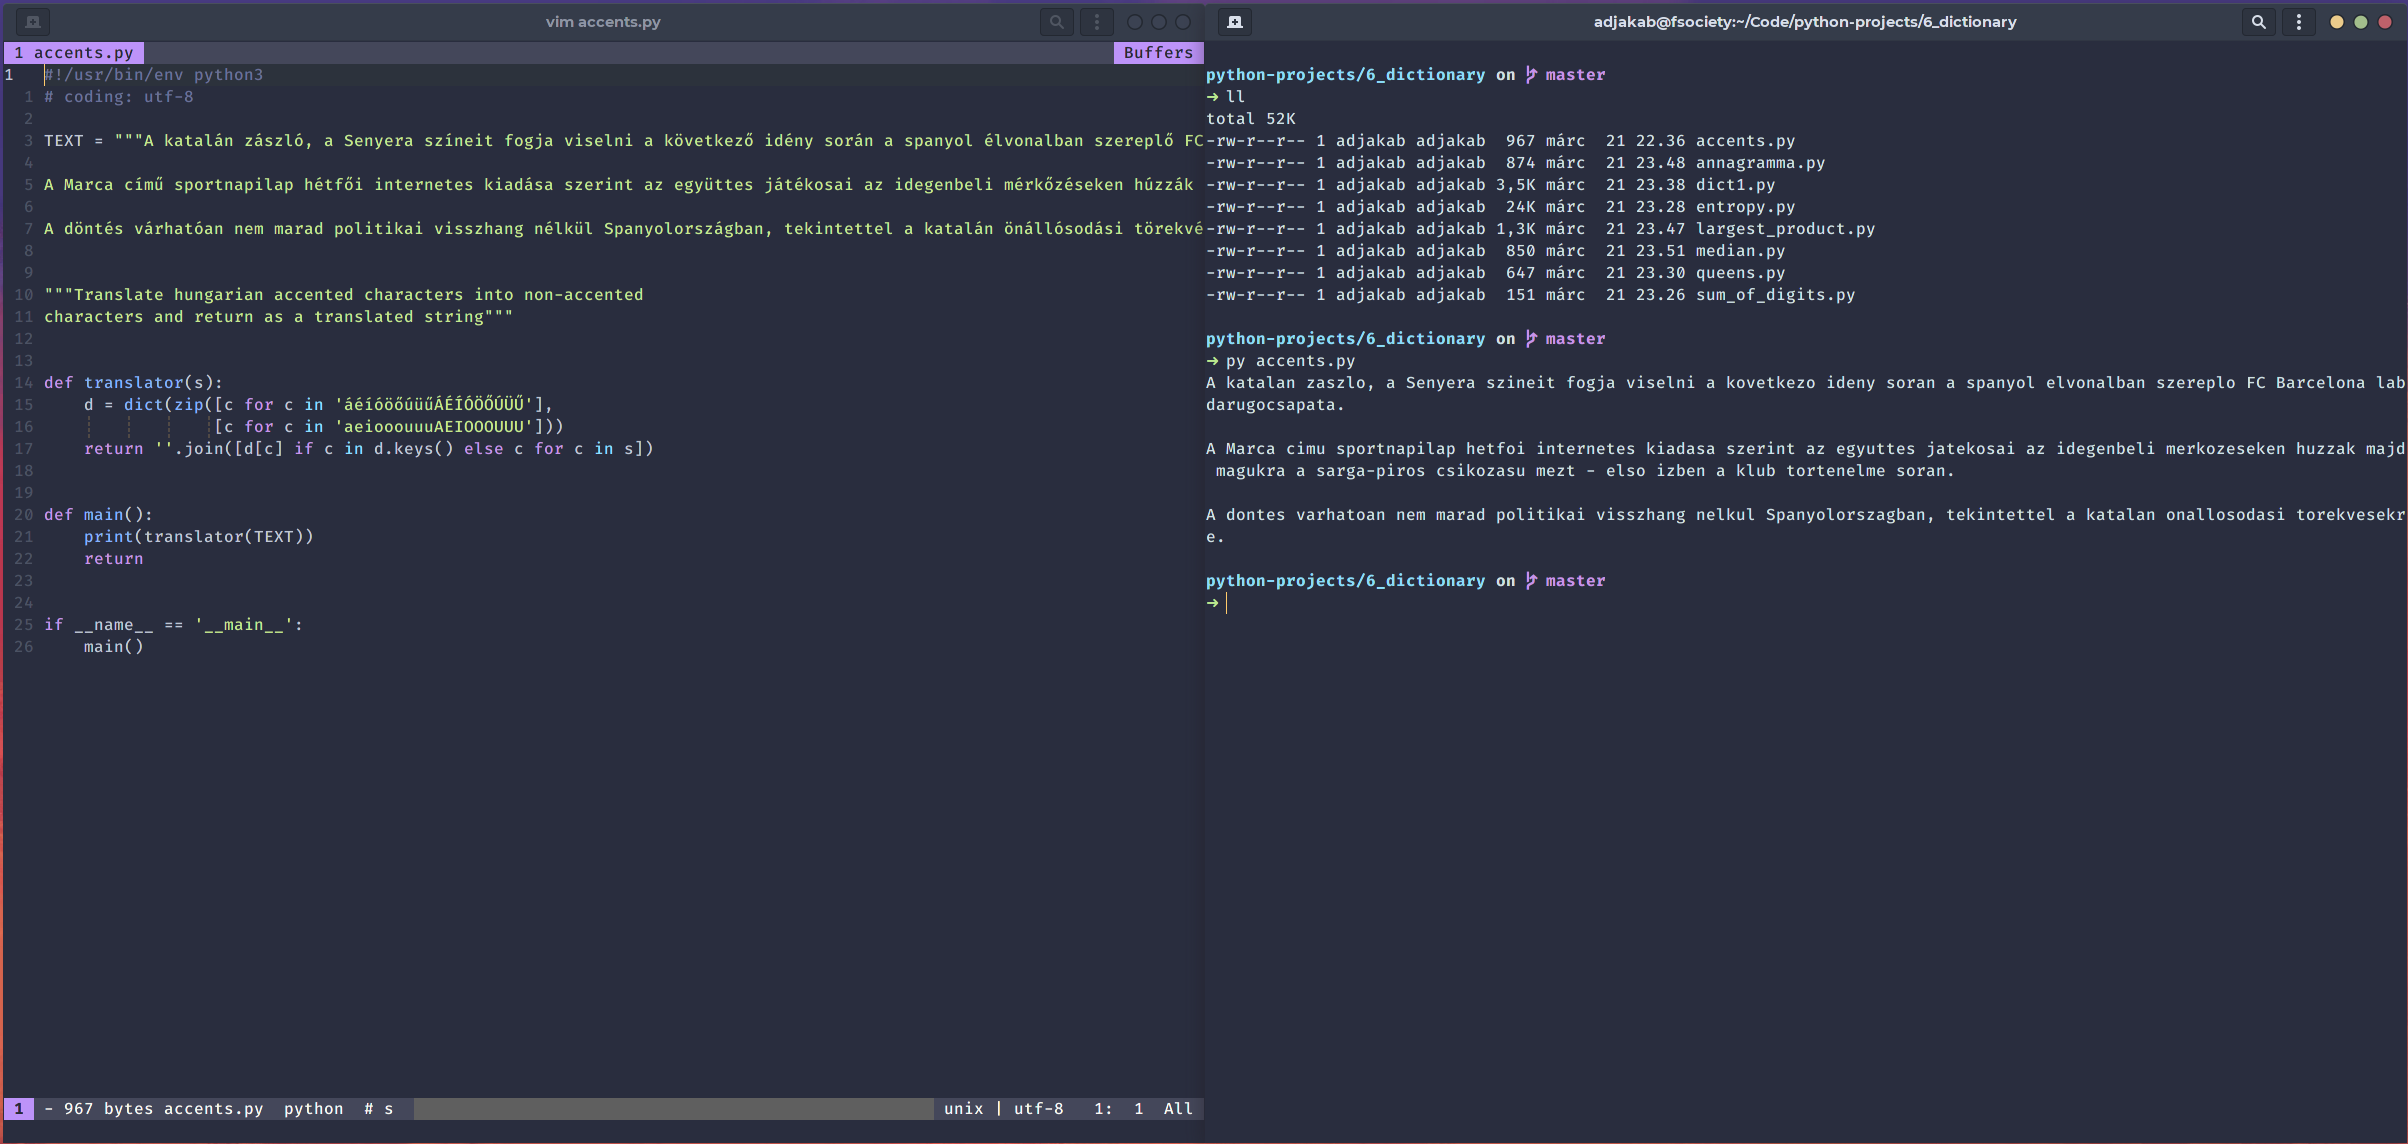 vim accents.py
1 accents.py
Buffers
1 #!/usr/bin/env python3
1 # coding: utf-8
2
3 TEXT = """A katalán zászló, a Senyera színeit fogja viselni a következő idény során a spanyol élvonalban szereplő FC
4
5 A Marca című sportnapilap hétfői internetes kiadása szerint az együttes játékosai az idegenbeli mérkőzéseken húzzák
6
7 A döntés várhatóan nem marad politikai visszhang nélkül Spanyolországban, tekintettel a katalán önállósodási törekvé
8
9
10 """Translate hungarian accented characters into non-accented
11 characters and return as a translated string"""
12
13
14 def translator(s):
15     d = dict(zip([c for c in 'áéíóöőúüűÁÉÍÓÖŐÚÜŰ'],
16                  [c for c in 'aeiooouuuAEIOOOUUU']))
17     return ''.join([d[c] if c in d.keys() else c for c in s])
18
19
20 def main():
21     print(translator(TEXT))
22     return
23
24
25 if __name__ == '__main__':
26     main()
1 - 967 bytes accents.py  python  # s
unix | utf-8   1:  1  All
adjakab@fsociety:~/Code/python-projects/6_dictionary
python-projects/6_dictionary on master
➜ ll
total 52K
-rw-r--r-- 1 adjakab adjakab  967 márc  21 22.36 accents.py
-rw-r--r-- 1 adjakab adjakab  874 márc  21 23.48 annagramma.py
-rw-r--r-- 1 adjakab adjakab 3,5K márc  21 23.38 dict1.py
-rw-r--r-- 1 adjakab adjakab  24K márc  21 23.28 entropy.py
-rw-r--r-- 1 adjakab adjakab 1,3K márc  21 23.47 largest_product.py
-rw-r--r-- 1 adjakab adjakab  850 márc  21 23.51 median.py
-rw-r--r-- 1 adjakab adjakab  647 márc  21 23.30 queens.py
-rw-r--r-- 1 adjakab adjakab  151 márc  21 23.26 sum_of_digits.py
python-projects/6_dictionary on master
➜ py accents.py
A katalan zaszlo, a Senyera szineit fogja viselni a kovetkezo ideny soran a spanyol elvonalban szereplo FC Barcelona lab
darugocsapata.
A Marca cimu sportnapilap hetfoi internetes kiadasa szerint az egyuttes jatekosai az idegenbeli merkozeseken huzzak majd
 magukra a sarga-piros csikozasu mezt - elso izben a klub tortenelme soran.
A dontes varhatoan nem marad politikai visszhang nelkul Spanyolorszagban, tekintettel a katalan onallosodasi torekvesekr
e.
python-projects/6_dictionary on master
➜